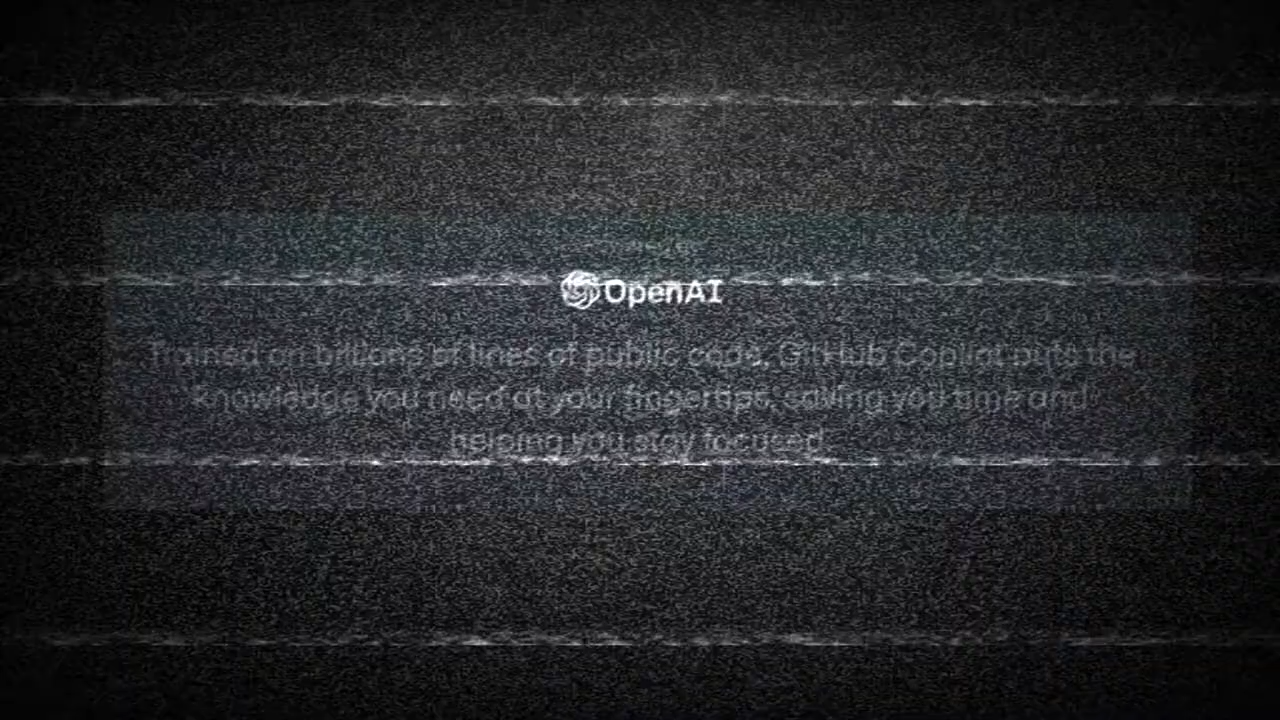 OpenAI
Trained on billions of lines of public code, GitHub Copilot puts the
knowledge you need at your fingertips, saving you time and
helping you stay focused.